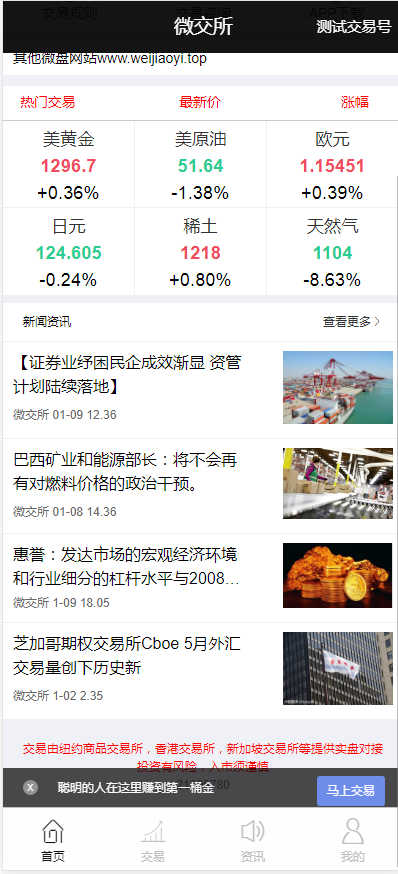 交易规则 交易资询 APP下载
微交所 测试交易号
其他微盘网站www.weijiaoyi.top
热门交易 最新价 涨幅
美黄金 美原油 欧元
1296.7 51.64 1.15451
+0.36% -1.38% +0.39%
日元 稀土 天然气
124.605 1218 1104
-0.24% +0.80% -8.63%
新闻资讯 查看更多
【证券业纾困民企成效渐显 资管
计划陆续落地】
微交所 01-09 12.36
巴西矿业和能源部长：将不会再
有对燃料价格的政治干预。
微交所 01-08 14.36
惠誉：发达市场的宏观经济环境
和行业细分的杠杆水平与2008...
微交所 1-09 18.05
芝加哥期权交易所Cboe 5月外汇
交易量创下历史新
微交所 1-02 2.35
交易由纽约商品交易所，香港交易所，新加坡交易所等提供实盘对接
投资有风险，入市须谨慎
X 聪明的人在这里赚到第一桶金 马上交易
首页 交易 资讯 我的